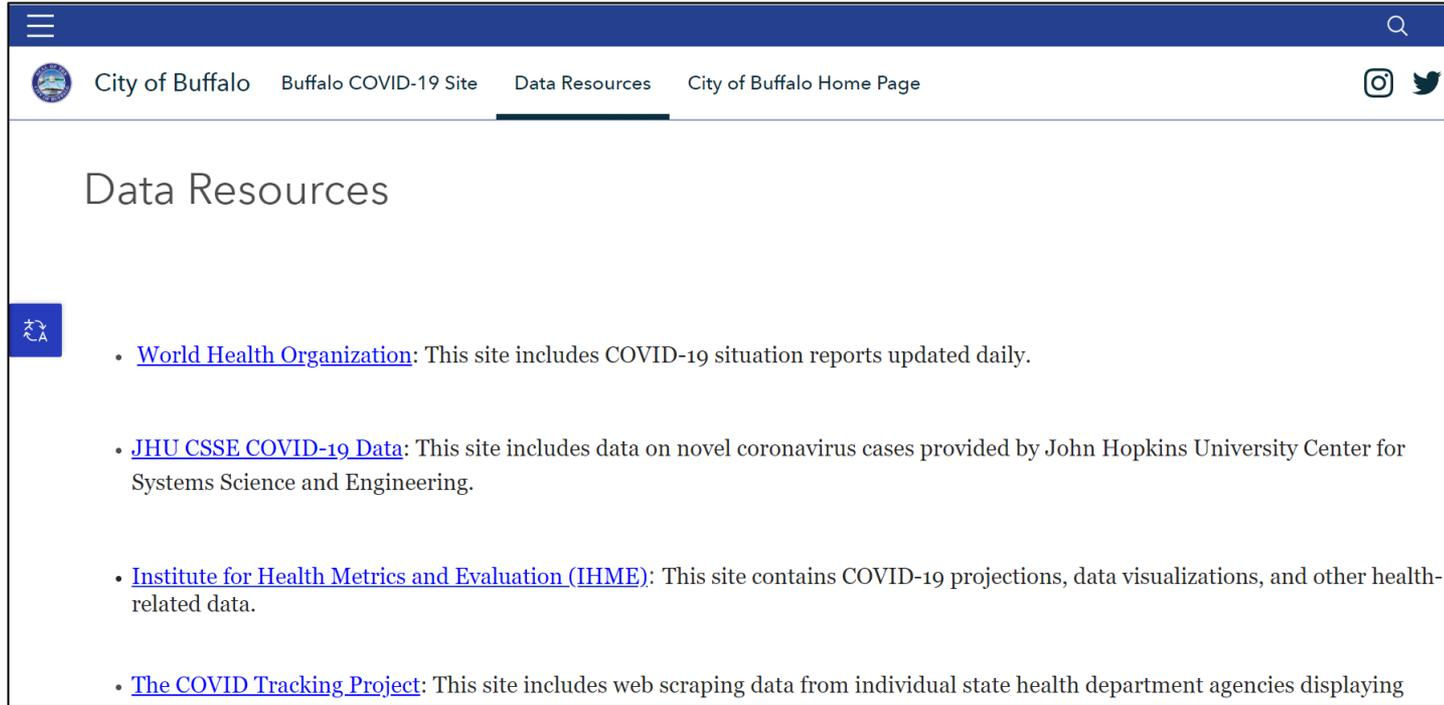 City of Buffalo Buffalo COVID-19 Site Data Resources City of Buffalo Home Page
Data Resources
• World Health Organization: This site includes COVID-19 situation reports updated daily.
• JHU CSSE COVID-19 Data: This site includes data on novel coronavirus cases provided by John Hopkins University Center for
Systems Science and Engineering.
• Institute for Health Metrics and Evaluation (IHME): This site contains COVID-19 projections, data visualizations, and other health-
related data.
• The COVID Tracking Project: This site includes web scraping data from individual state health department agencies displaying